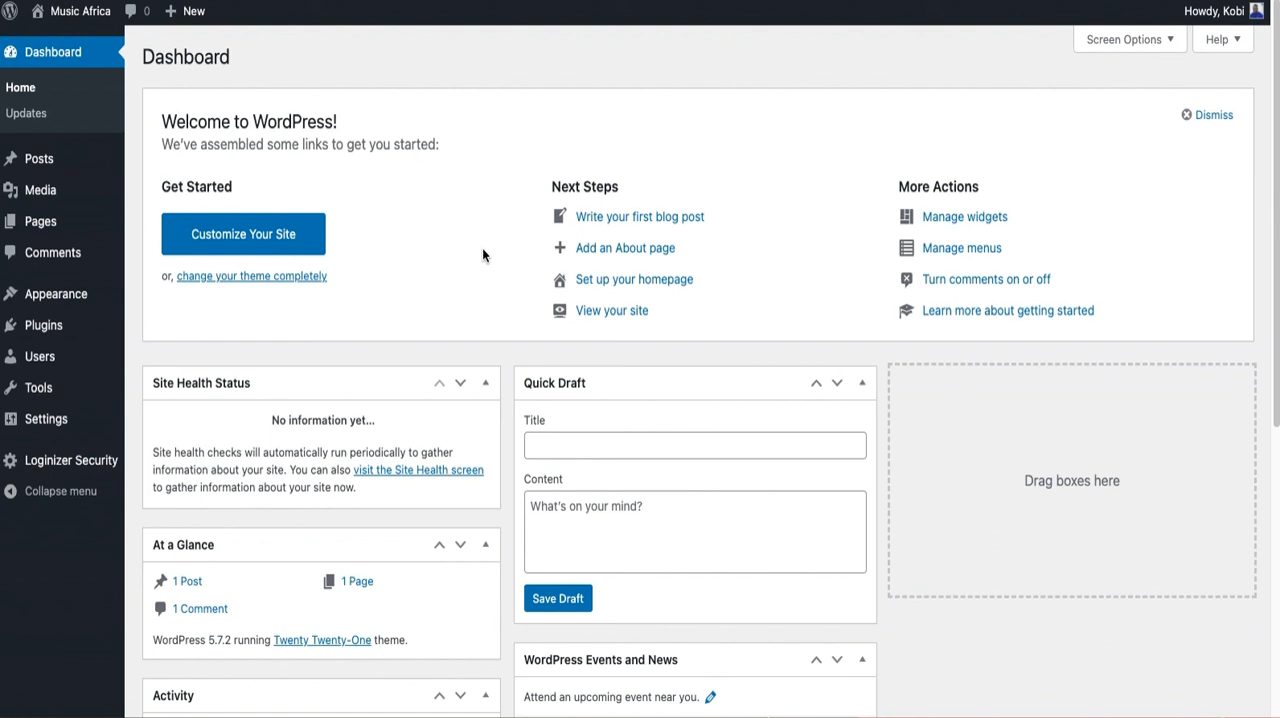 Music Africa 0 New Howdy, Kobi
Dashboard
Home
Updates
Posts
Media
Pages
Comments
Appearance
Plugins
Users
Tools
Settings
Loginizer Security
Collapse menu
Screen Options Help
Dashboard
Welcome to WordPress!
We've assembled some links to get you started:
Dismiss
Get Started
Customize Your Site
or, change your theme completely
Next Steps
Write your first blog post
Add an About page
Set up your homepage
View your site
More Actions
Manage widgets
Manage menus
Turn comments on or off
Learn more about getting started
Site Health Status
No information yet...
Site health checks will automatically run periodically to gather
information about your site. You can also visit the Site Health screen
to gather information about your site now.
At a Glance
1 Post 1 Page
1 Comment
WordPress 5.7.2 running Twenty Twenty-One theme.
Activity
Quick Draft
Title
Content
What's on your mind?
Save Draft
WordPress Events and News
Attend an upcoming event near you.
Drag boxes here